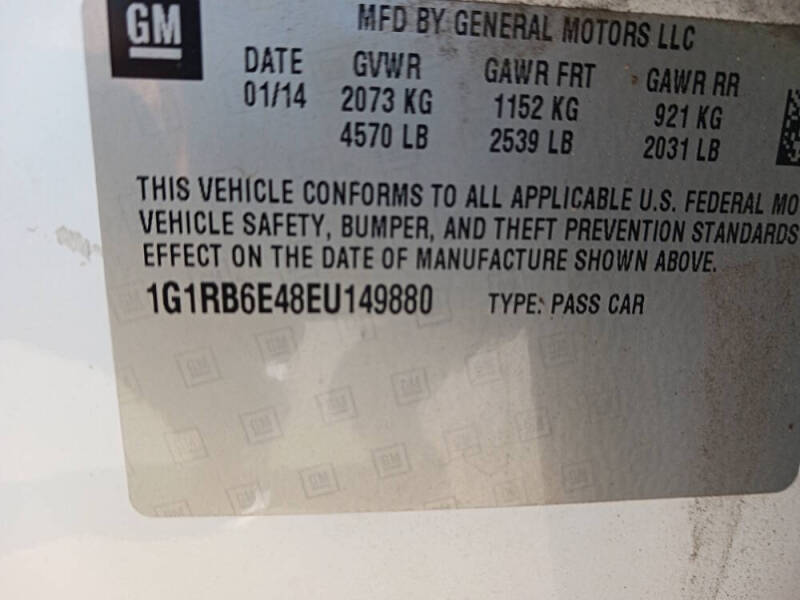 GM
MFD BY GENERAL MOTORS LLC
DATE GVWR GAWR FRT GAWR RR
01/14 2073 KG 1152 KG 921 KG
4570 LB 2539 LB 2031 LB
THIS VEHICLE CONFORMS TO ALL APPLICABLE U.S. FEDERAL MO
VEHICLE SAFETY, BUMPER, AND THEFT PREVENTION STANDARDS
EFFECT ON THE DATE OF MANUFACTURE SHOWN ABOVE.
1G1RB6E48EU149880 TYPE: PASS CAR